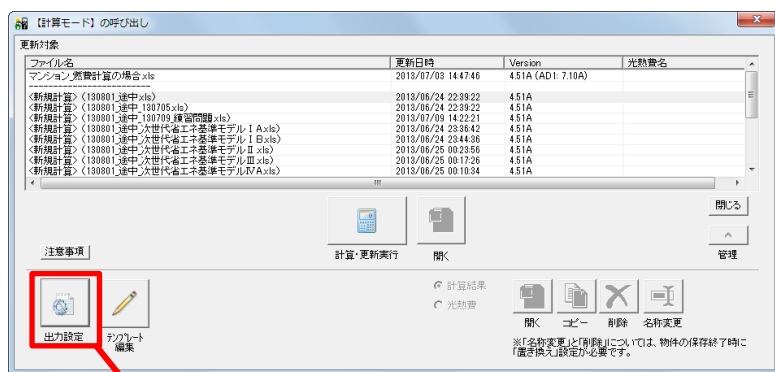 【計算モード】の呼び出し
更新対象
ファイル名 更新日時 Version 光熱費名
マンション_燃費計算の場合.xls 2013/07/03 14:47:46 4.51A (AD1: 7.10A)
--------------------------
<新規計算> (130801_途中.xls) 2013/06/24 22:39:22 4.51A
<新規計算> (130801_途中_130705.xls) 2013/06/24 22:39:22 4.51A
<新規計算> (130801_途中_130709_練習問題.xls) 2013/07/09 14:22:21 4.51A
<新規計算> (130801_途中_次世代省エネ基準モデルⅠA.xls) 2013/06/24 23:36:42 4.51A
<新規計算> (130801_途中_次世代省エネ基準モデルⅠB.xls) 2013/06/24 23:44:36 4.51A
<新規計算> (130801_途中_次世代省エネ基準モデルⅡ.xls) 2013/06/25 00:23:56 4.51A
<新規計算> (130801_途中_次世代省エネ基準モデルⅢ.xls) 2013/06/25 00:17:26 4.51A
<新規計算> (130801_途中_次世代省エネ基準モデルⅣA.xls) 2013/06/25 00:10:34 4.51A
閉じる
注意事項 計算・更新実行 開く 管理
計算結果
光熱費
出力設定 テンプレート
編集
開く コピー 削除 名称変更
※「名称変更」と「削除」については、物件の保存終了時に
「置き換え」設定が必要です。